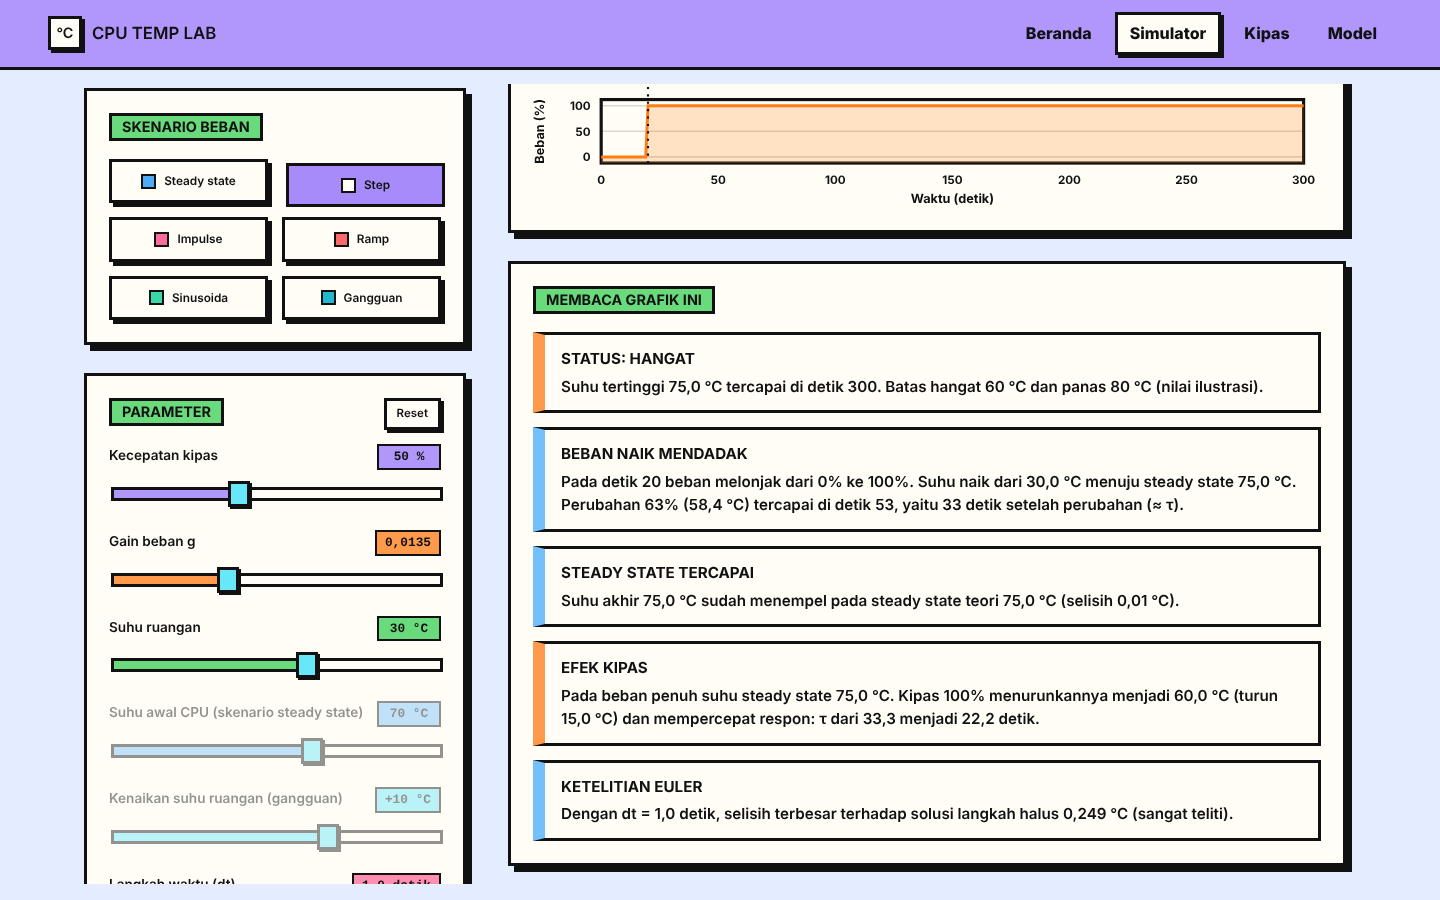 °C CPU TEMP LAB
Beranda
Simulator
Kipas
Model
SKENARIO BEBAN
Steady state
Step
Impulse
Ramp
Sinusoida
Gangguan
PARAMETER
Reset
Kecepatan kipas
50 %
Gain beban g
0,0135
Suhu ruangan
30 °C
Suhu awal CPU (skenario steady state)
70 °C
Kenaikan suhu ruangan (gangguan)
+10 °C
Langkah waktu (dt)
1,0 detik
Beban (%)
100
50
0
0
50
100
150
200
250
300
Waktu (detik)
MEMBACA GRAFIK INI
STATUS: HANGAT
Suhu tertinggi 75,0 °C tercapai di detik 300. Batas hangat 60 °C dan panas 80 °C (nilai ilustrasi).
BEBAN NAIK MENDADAK
Pada detik 20 beban melonjak dari 0% ke 100%. Suhu naik dari 30,0 °C menuju steady state 75,0 °C.
Perubahan 63% (58,4 °C) tercapai di detik 53, yaitu 33 detik setelah perubahan (≈ τ).
STEADY STATE TERCAPAI
Suhu akhir 75,0 °C sudah menempel pada steady state teori 75,0 °C (selisih 0,01 °C).
EFEK KIPAS
Pada beban penuh suhu steady state 75,0 °C. Kipas 100% menurunkannya menjadi 60,0 °C (turun
15,0 °C) dan mempercepat respon: τ dari 33,3 menjadi 22,2 detik.
KETELITIAN EULER
Dengan dt = 1,0 detik, selisih terbesar terhadap solusi langkah halus 0,249 °C (sangat teliti).